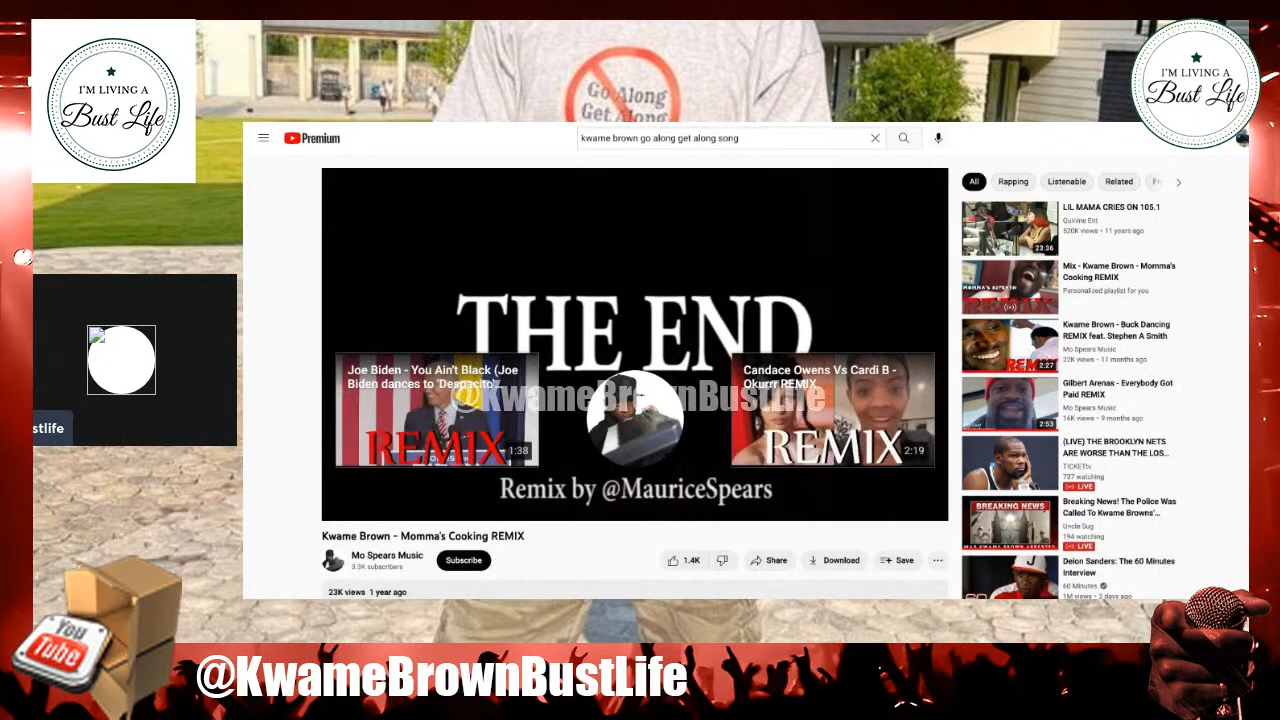 I'M LIVING A
Bust Life
I'M LIVING A
Bust Life
Go Along
Get Along
Premium
kwame brown go along get along song
All
Rapping
Listenable
Related
THE END
Joe Biden - You Ain't Black (Joe
Biden dances to 'Despacito'...
REMIX
1:38
Candace Owens Vs Cardi B -
Okurrr REMIX
REMIX
2:19
@KwameBrownBustLife
Remix by @MauriceSpears
LIL MAMA CRIES ON 105.1
Quinine Ent
520K views • 11 years ago
23:36
Mix - Kwame Brown - Momma's
Cooking REMIX
Personalized playlist for you
REMIX
Kwame Brown - Buck Dancing
REMIX feat. Stephen A Smith
Mo Spears Music
22K views • 11 months ago
2:27
Gilbert Arenas - Everybody Got
Paid REMIX
Mo Spears Music
16K views • 9 months ago
2:53
(LIVE) THE BROOKLYN NETS
ARE WORSE THAN THE LOS...
TICKETtv
737 watching
LIVE
BREAKING NEWS
Breaking News! The Police Was
Called To Kwame Browns'...
Uncle Sug
194 watching
LIVE
Deion Sanders: The 60 Minutes
Interview
60 Minutes
1M views • 2 days ago
stlife
Kwame Brown - Momma's Cooking REMIX
Mo Spears Music
3.3K subscribers
Subscribe
1.4K
Share
Download
Save
23K views 1 year ago
You
Tube
@KwameBrownBustLife